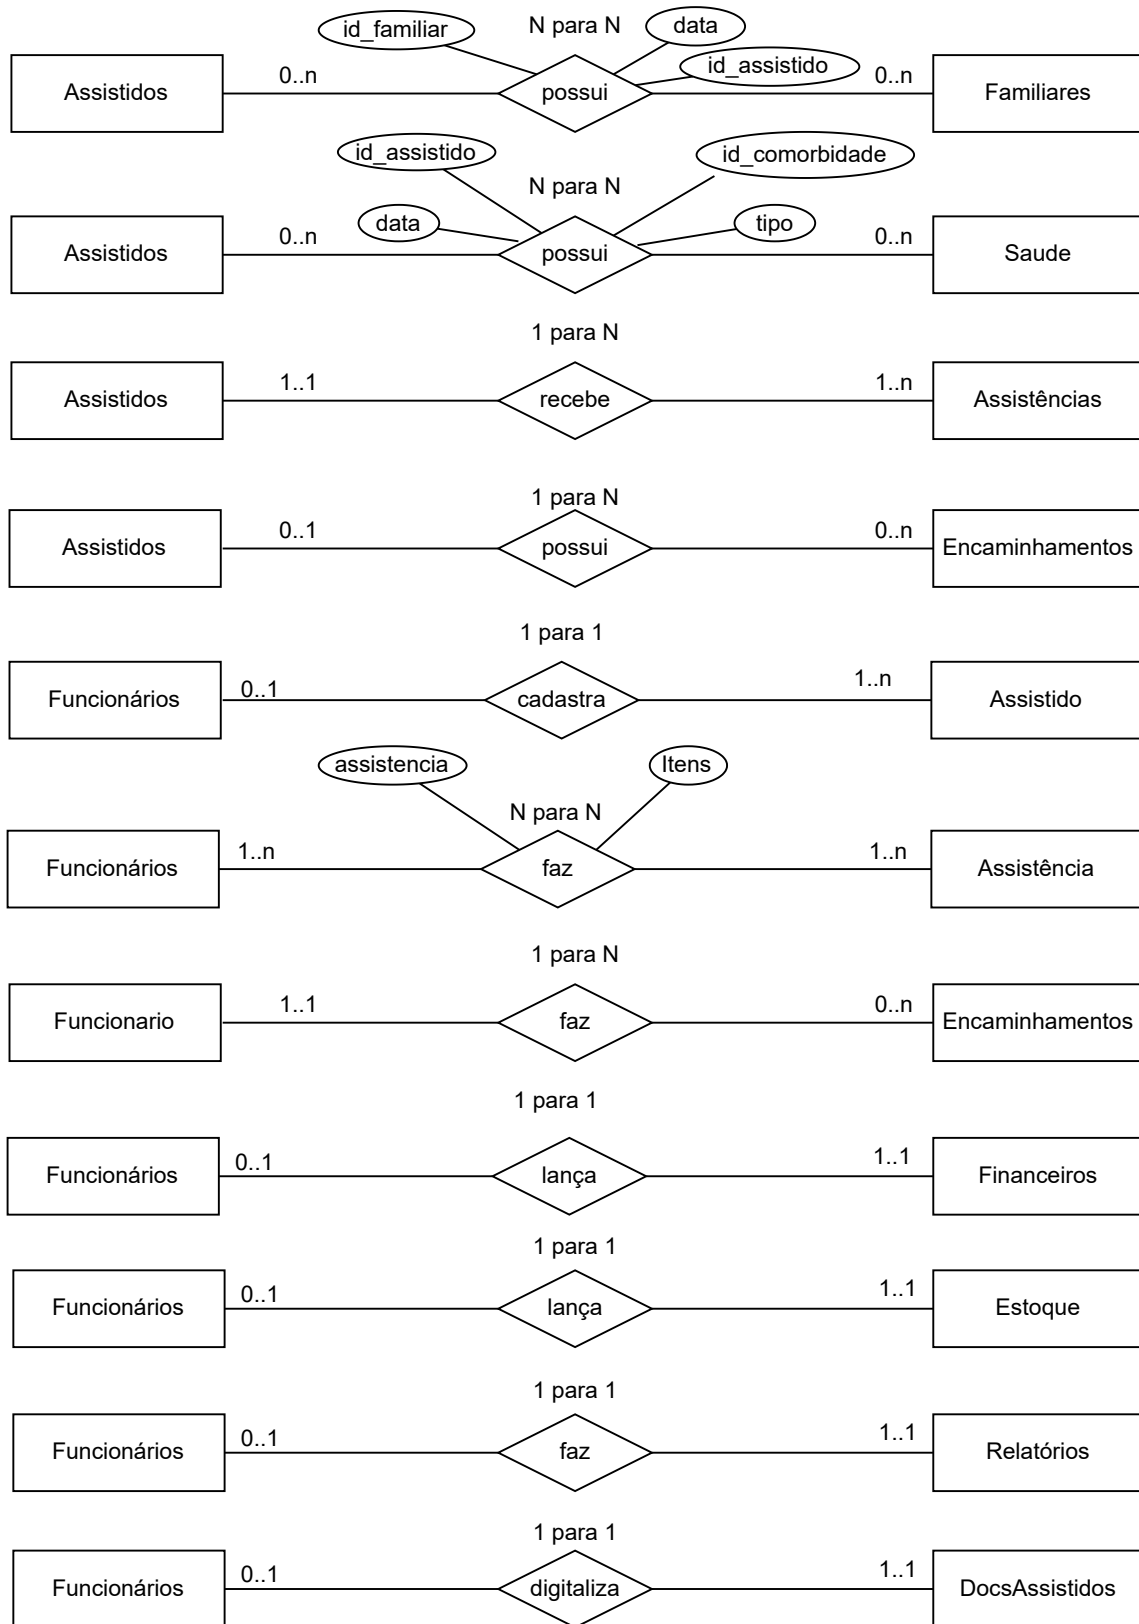 id_familiar
N para N
data
id_assistido
Assistidos
0..n
possui
0..n
Familiares
id_assistido
id_comorbidade
N para N
data
tipo
Assistidos
0..n
possui
0..n
Saude
1 para N
Assistidos
1..1
recebe
1..n
Assistências
1 para N
Assistidos
0..1
possui
0..n
Encaminhamentos
1 para 1
Funcionários
0..1
cadastra
1..n
Assistido
assistencia
Itens
N para N
Funcionários
1..n
faz
1..n
Assistência
1 para N
Funcionario
1..1
faz
0..n
Encaminhamentos
1 para 1
Funcionários
0..1
lança
1..1
Financeiros
1 para 1
Funcionários
0..1
lança
1..1
Estoque
1 para 1
Funcionários
0..1
faz
1..1
Relatórios
1 para 1
Funcionários
0..1
digitaliza
1..1
DocsAssistidos